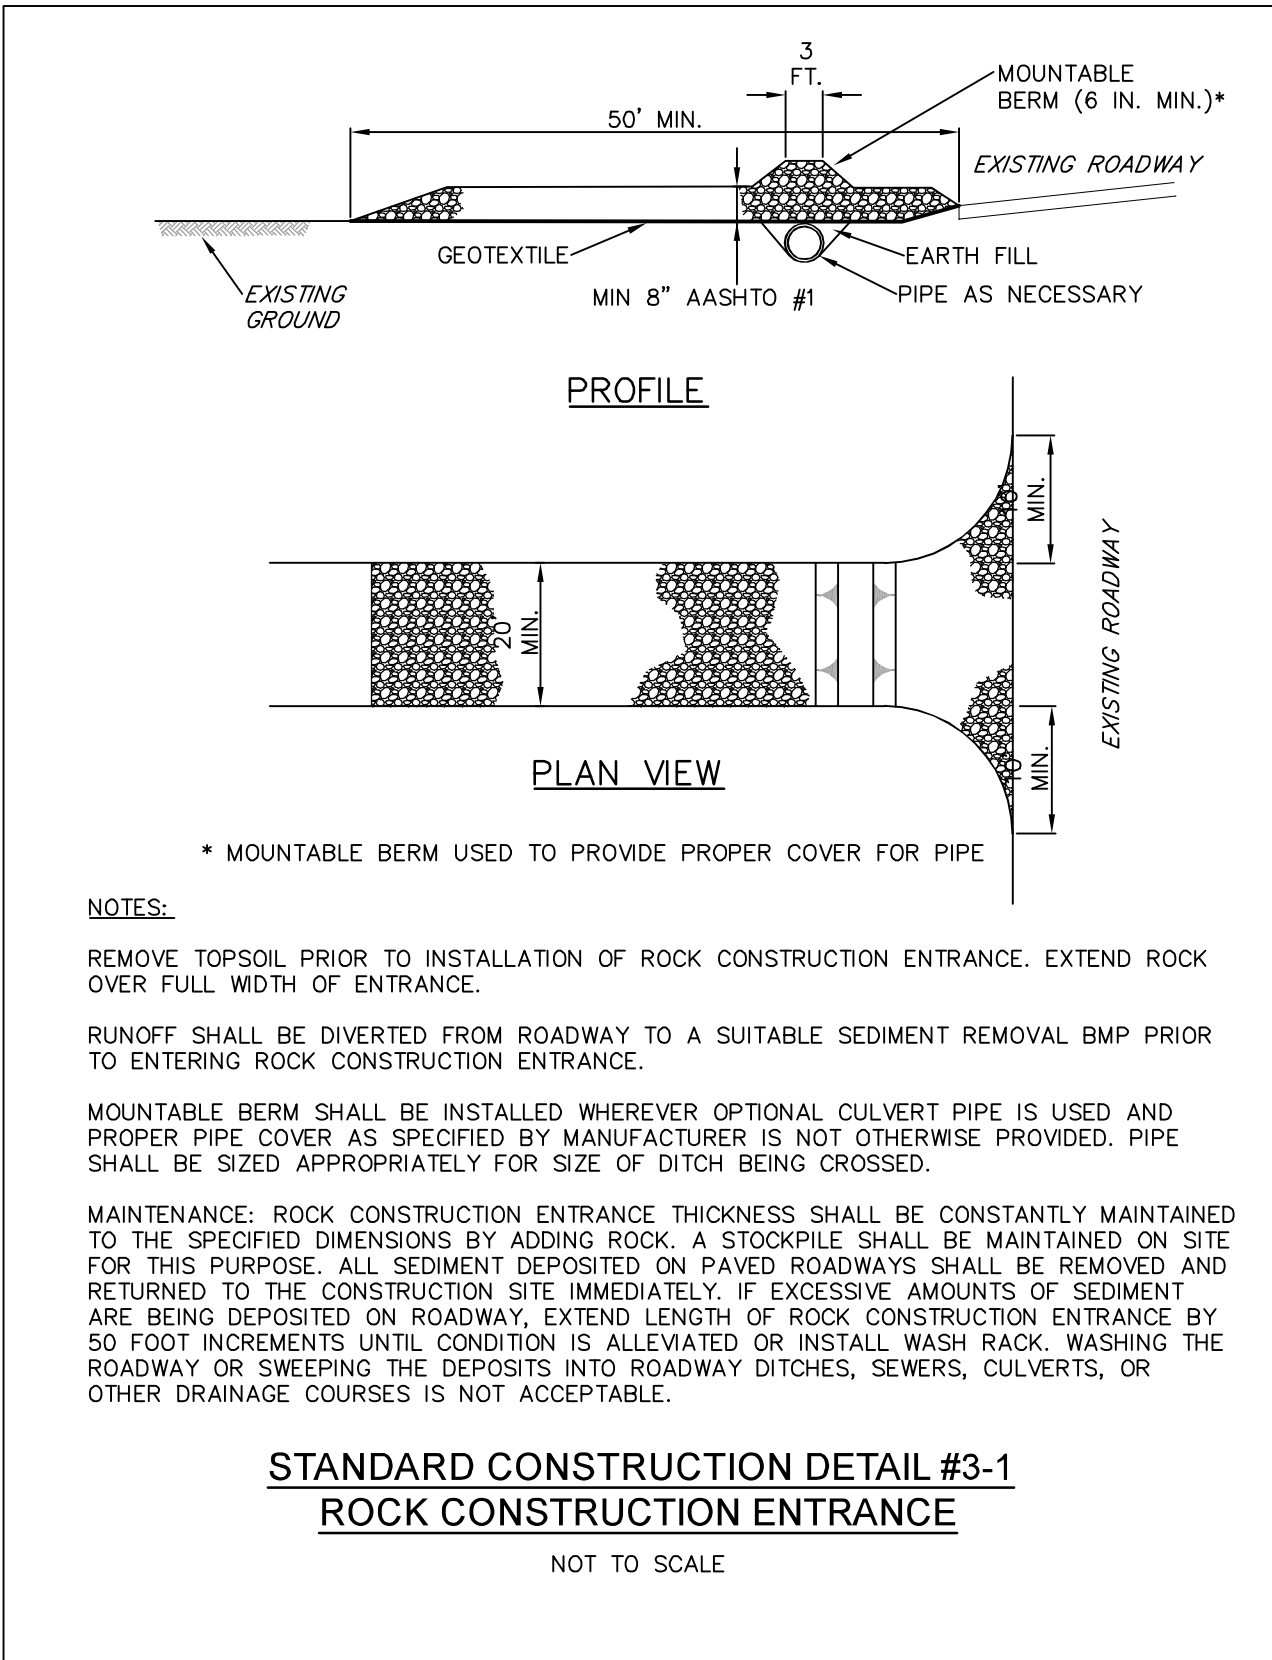 3
FT.
MOUNTABLE
BERM (6 IN. MIN.)*
50' MIN.
EXISTING ROADWAY
GEOTEXTILE
EARTH FILL
EXISTING
GROUND
MIN 8" AASHTO #1
PIPE AS NECESSARY
PROFILE
10'
MIN.
EXISTING ROADWAY
20'
MIN.
10'
MIN.
PLAN VIEW
* MOUNTABLE BERM USED TO PROVIDE PROPER COVER FOR PIPE
NOTES:
REMOVE TOPSOIL PRIOR TO INSTALLATION OF ROCK CONSTRUCTION ENTRANCE. EXTEND ROCK
OVER FULL WIDTH OF ENTRANCE.
RUNOFF SHALL BE DIVERTED FROM ROADWAY TO A SUITABLE SEDIMENT REMOVAL BMP PRIOR
TO ENTERING ROCK CONSTRUCTION ENTRANCE.
MOUNTABLE BERM SHALL BE INSTALLED WHEREVER OPTIONAL CULVERT PIPE IS USED AND
PROPER PIPE COVER AS SPECIFIED BY MANUFACTURER IS NOT OTHERWISE PROVIDED. PIPE
SHALL BE SIZED APPROPRIATELY FOR SIZE OF DITCH BEING CROSSED.
MAINTENANCE: ROCK CONSTRUCTION ENTRANCE THICKNESS SHALL BE CONSTANTLY MAINTAINED
TO THE SPECIFIED DIMENSIONS BY ADDING ROCK. A STOCKPILE SHALL BE MAINTAINED ON SITE
FOR THIS PURPOSE. ALL SEDIMENT DEPOSITED ON PAVED ROADWAYS SHALL BE REMOVED AND
RETURNED TO THE CONSTRUCTION SITE IMMEDIATELY. IF EXCESSIVE AMOUNTS OF SEDIMENT
ARE BEING DEPOSITED ON ROADWAY, EXTEND LENGTH OF ROCK CONSTRUCTION ENTRANCE BY
50 FOOT INCREMENTS UNTIL CONDITION IS ALLEVIATED OR INSTALL WASH RACK. WASHING THE
ROADWAY OR SWEEPING THE DEPOSITS INTO ROADWAY DITCHES, SEWERS, CULVERTS, OR
OTHER DRAINAGE COURSES IS NOT ACCEPTABLE.
STANDARD CONSTRUCTION DETAIL #3-1
ROCK CONSTRUCTION ENTRANCE
NOT TO SCALE